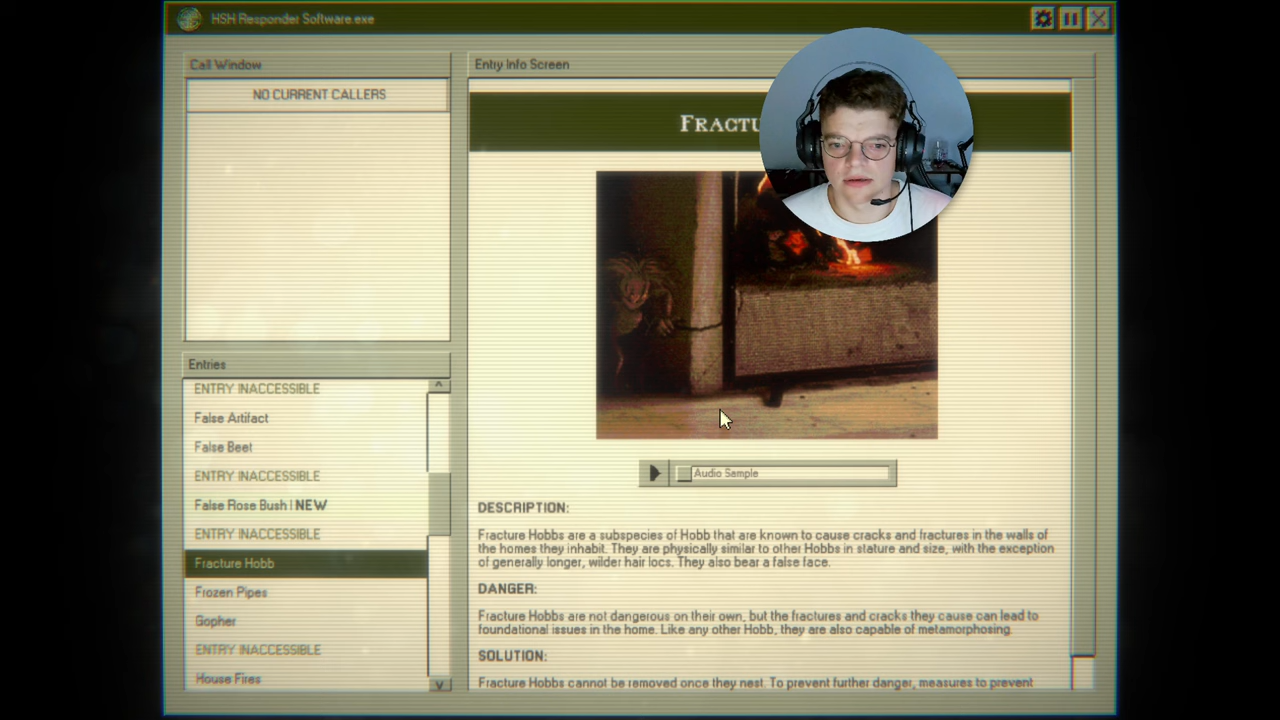 HSH Responder Software.exe
Call Window
NO CURRENT CALLERS
Entries
ENTRY INACCESSIBLE
False Artifact
False Beet
ENTRY INACCESSIBLE
False Rose Bush | NEW
ENTRY INACCESSIBLE
Fracture Hobb
Frozen Pipes
Gopher
ENTRY INACCESSIBLE
House Fires
Entry Info Screen
Audio Sample
DESCRIPTION:
Fracture Hobbs are a subspecies of Hobb that are known to cause cracks and fractures in the walls of
the homes they inhabit. They are physically similar to other Hobbs in stature and size, with the exception
of generally longer, wilder hair locs. They also bear a false face.
DANGER:
Fracture Hobbs are not dangerous on their own, but the fractures and cracks they cause can lead to
foundational issues in the home. Like any other Hobb, they are also capable of metamorphosing.
SOLUTION:
Fracture Hobbs cannot be removed once they nest. To prevent further danger, measures to prevent